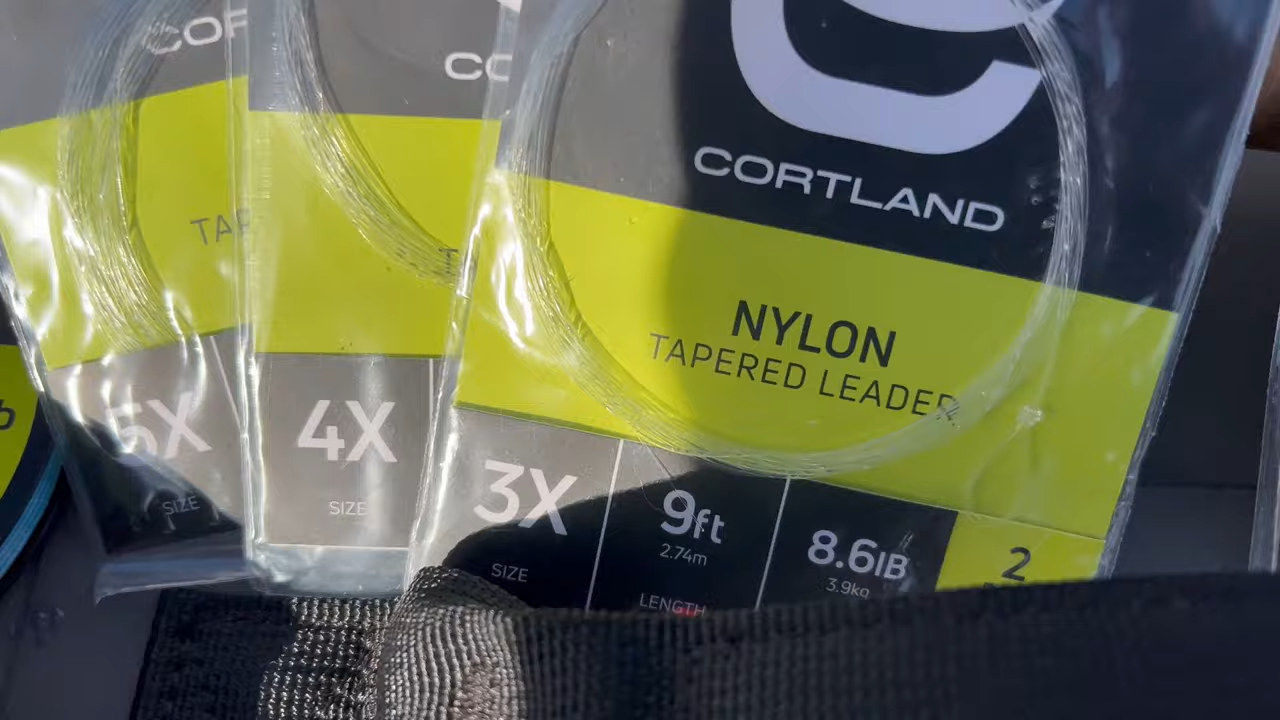 COR
TAP
5X
SIZE
CO
4X
SIZE
CORTLAND
NYLON
TAPERED LEADER
3X
SIZE
9ft
2.74m
LENGTH
8.6lB
3.9kg
2